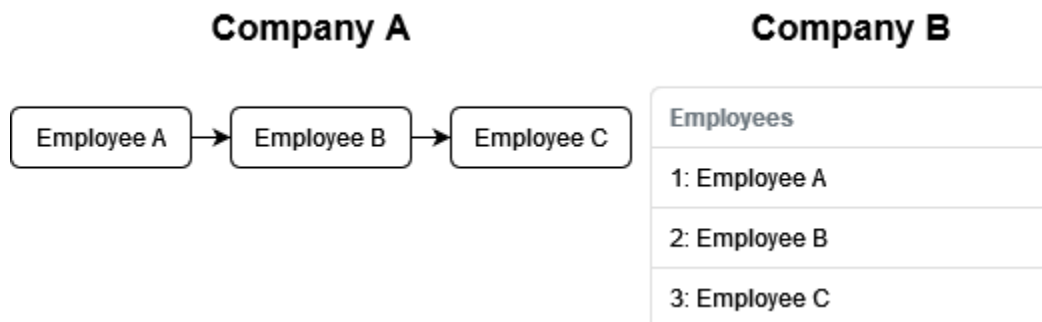 Company A
Employee A
Employee B
Employee C
Company B
Employees
1: Employee A
2: Employee B
3: Employee C